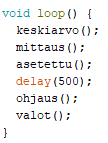 void loop() {
  keskiarvo();
  mittaus();
  asetettu();
  delay(500);
  ohjaus();
  valot();
}